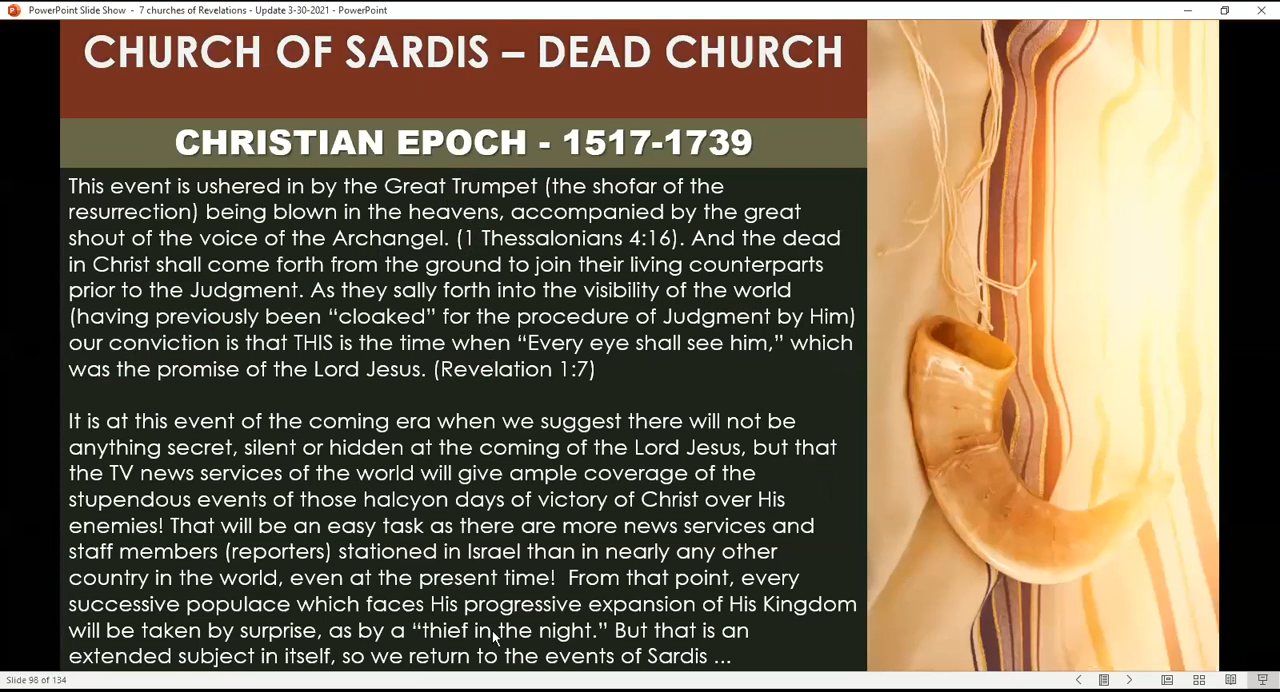 PowerPoint Slide Show - 7 churches of Revelations - Update 3-30-2021 - PowerPoint
CHURCH OF SARDIS – DEAD CHURCH
CHRISTIAN EPOCH - 1517-1739
This event is ushered in by the Great Trumpet (the shofar of the
resurrection) being blown in the heavens, accompanied by the great
shout of the voice of the Archangel. (1 Thessalonians 4:16). And the dead
in Christ shall come forth from the ground to join their living counterparts
prior to the Judgment. As they sally forth into the visibility of the world
(having previously been “cloaked” for the procedure of Judgment by Him)
our conviction is that THIS is the time when “Every eye shall see him,” which
was the promise of the Lord Jesus. (Revelation 1:7)
It is at this event of the coming era when we suggest there will not be
anything secret, silent or hidden at the coming of the Lord Jesus, but that
the TV news services of the world will give ample coverage of the
stupendous events of those halcyon days of victory of Christ over His
enemies! That will be an easy task as there are more news services and
staff members (reporters) stationed in Israel than in nearly any other
country in the world, even at the present time!  From that point, every
successive populace which faces His progressive expansion of His Kingdom
will be taken by surprise, as by a “thief in the night.” But that is an
extended subject in itself, so we return to the events of Sardis ...
Slide 98 of 134